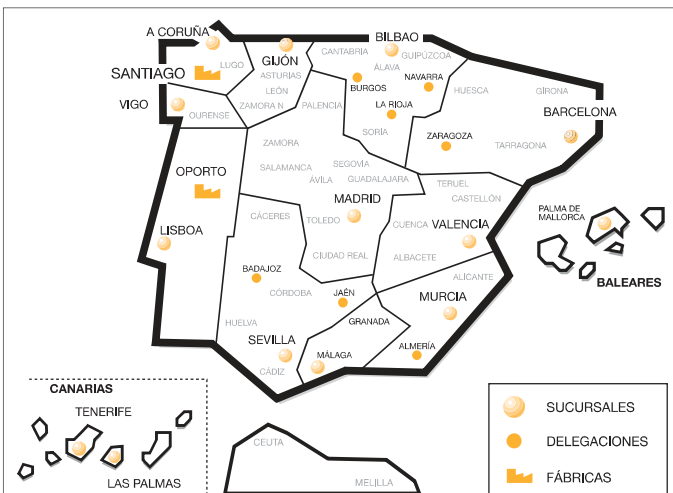 A CORUÑA
LUGO
SANTIAGO
VIGO
OURENSE
GIJÓN
ASTURIAS
LEÓN
ZAMORA N
CANTABRIA
BILBAO
GUIPÚZCOA
ÁLAVA
BURGOS
NAVARRA
LA RIOJA
PALENCIA
SORÍA
HUESCA
GIRONA
BARCELONA
ZARAGOZA
TARRAGONA
ZAMORA
SALAMANCA
SEGOVÍA
ÁVILA
GUADALAJARA
MADRID
TOLEDO
CIUDAD REAL
OPORTO
LISBOA
CÁCERES
BADAJOZ
CÓRDOBA
JAÉN
HUELVA
SEVILLA
CÁDIZ
MÁLAGA
GRANADA
ALMERÍA
TERUEL
CASTELLÓN
CUENCA
VALENCIA
ALBACETE
ALICANTE
MURCIA
PALMA DE
MALLORCA
BALEARES
CANARIAS
TENERIFE
LAS PALMAS
CEUTA
MELILLA
SUCURSALES
DELEGACIONES
FÁBRICAS